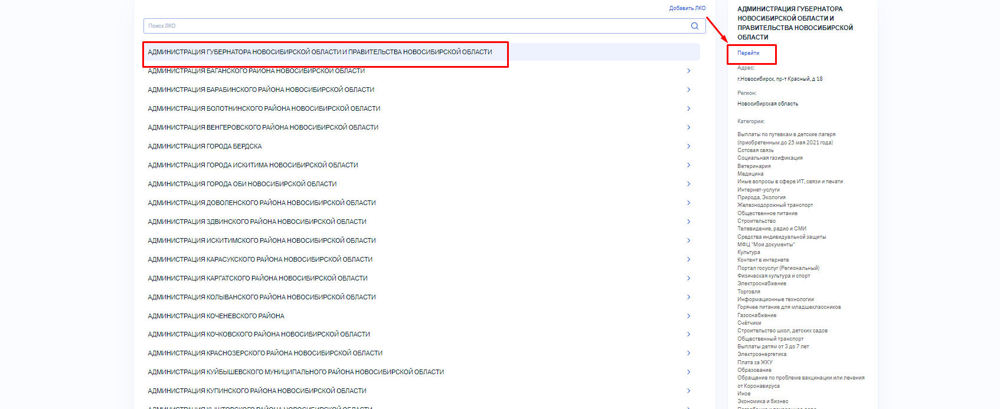 Добавить ЛКО
Поиск ЛКО
АДМИНИСТРАЦИЯ ГУБЕРНАТОРА НОВОСИБИРСКОЙ ОБЛАСТИ И ПРАВИТЕЛЬСТВА НОВОСИБИРСКОЙ ОБЛАСТИ
АДМИНИСТРАЦИЯ БАГАНСКОГО РАЙОНА НОВОСИБИРСКОЙ ОБЛАСТИ
АДМИНИСТРАЦИЯ БАРАБИНСКОГО РАЙОНА НОВОСИБИРСКОЙ ОБЛАСТИ
АДМИНИСТРАЦИЯ БОЛОТНИНСКОГО РАЙОНА НОВОСИБИРСКОЙ ОБЛАСТИ
АДМИНИСТРАЦИЯ ВЕНГЕРОВСКОГО РАЙОНА НОВОСИБИРСКОЙ ОБЛАСТИ
АДМИНИСТРАЦИЯ ГОРОДА БЕРДСКА
АДМИНИСТРАЦИЯ ГОРОДА ИСКИТИМА НОВОСИБИРСКОЙ ОБЛАСТИ
АДМИНИСТРАЦИЯ ГОРОДА ОБИ НОВОСИБИРСКОЙ ОБЛАСТИ
АДМИНИСТРАЦИЯ ДОВОЛЕНСКОГО РАЙОНА НОВОСИБИРСКОЙ ОБЛАСТИ
АДМИНИСТРАЦИЯ ЗДВИНСКОГО РАЙОНА НОВОСИБИРСКОЙ ОБЛАСТИ
АДМИНИСТРАЦИЯ ИСКИТИМСКОГО РАЙОНА НОВОСИБИРСКОЙ ОБЛАСТИ
АДМИНИСТРАЦИЯ КАРАСУКСКОГО РАЙОНА НОВОСИБИРСКОЙ ОБЛАСТИ
АДМИНИСТРАЦИЯ КАРГАТСКОГО РАЙОНА НОВОСИБИРСКОЙ ОБЛАСТИ
АДМИНИСТРАЦИЯ КОЛЫВАНСКОГО РАЙОНА НОВОСИБИРСКОЙ ОБЛАСТИ
АДМИНИСТРАЦИЯ КОЧЕНЕВСКОГО РАЙОНА
АДМИНИСТРАЦИЯ КОЧКОВСКОГО РАЙОНА НОВОСИБИРСКОЙ ОБЛАСТИ
АДМИНИСТРАЦИЯ КРАСНОЗЕРСКОГО РАЙОНА НОВОСИБИРСКОЙ ОБЛАСТИ
АДМИНИСТРАЦИЯ КУЙБЫШЕВСКОГО МУНИЦИПАЛЬНОГО РАЙОНА НОВОСИБИРСКОЙ ОБЛАСТИ
АДМИНИСТРАЦИЯ КУПИНСКОГО РАЙОНА НОВОСИБИРСКОЙ ОБЛАСТИ
АДМИНИСТРАЦИЯ КЫШТОВСКОГО РАЙОНА НОВОСИБИРСКОЙ ОБЛАСТИ
АДМИНИСТРАЦИЯ ГУБЕРНАТОРА
НОВОСИБИРСКОЙ ОБЛАСТИ И
ПРАВИТЕЛЬСТВА НОВОСИБИРСКОЙ
ОБЛАСТИ
Перейти
Адрес:
г.Новосибирск, пр-т Красный, д 18
Регион:
Новосибирская область
Категории:
Выплаты по путевкам в детские лагеря
(приобретенным до 25 мая 2021 года)
Сотовая связь
Социальная газификация
Ветеринария
Медицина
Иные вопросы в сфере ИТ, связи и печати
Интернет-услуги
Природа, Экология
Железнодорожный транспорт
Общественное питание
Строительство
Телевидение, радио и СМИ
Средства индивидуальной защиты
МФЦ "Мои документы"
Культура
Контент в интернете
Портал госуслуг (Региональный)
Физическая культура и спорт
Электроснабжение
Торговля
Информационные технологии
Горячее питание для младшеклассников
Газоснабжение
Счётчики
Строительство школ, детских садов
Общественный транспорт
Выплаты детям от 3 до 7 лет
Электроэнергетика
Плата за ЖКУ
Образование
Обращение по проблеме вакцинации или лечения
от Коронавируса
Иное
Экономика и бизнес